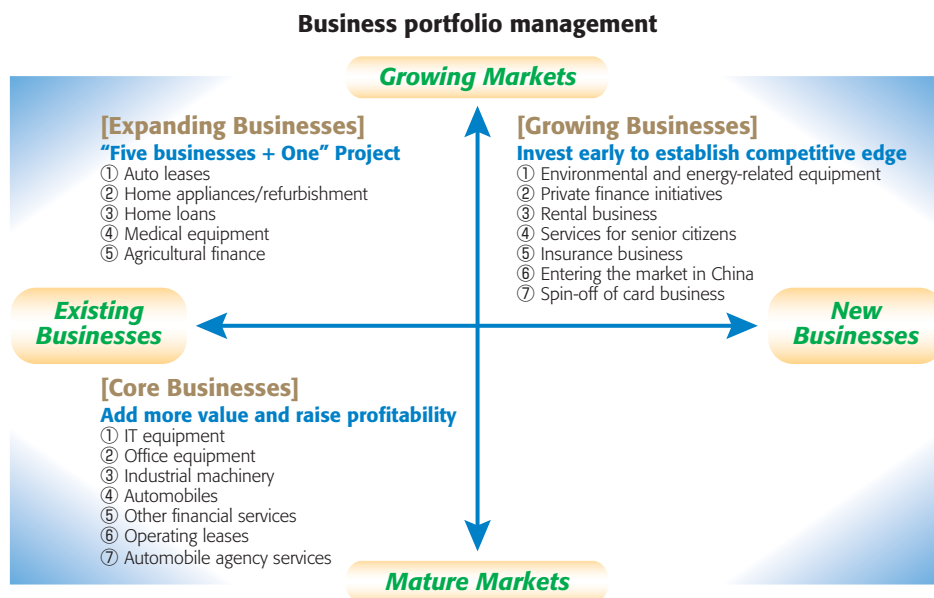 Business portfolio management
Growing Markets
[Expanding Businesses]
“Five businesses + One” Project
① Auto leases
② Home appliances/refurbishment
③ Home loans
④ Medical equipment
⑤ Agricultural finance
[Growing Businesses]
Invest early to establish competitive edge
① Environmental and energy-related equipment
② Private finance initiatives
③ Rental business
④ Services for senior citizens
⑤ Insurance business
⑥ Entering the market in China
⑦ Spin-off of card business
Existing
Businesses
New
Businesses
[Core Businesses]
Add more value and raise profitability
① IT equipment
② Office equipment
③ Industrial machinery
④ Automobiles
⑤ Other financial services
⑥ Operating leases
⑦ Automobile agency services
Mature Markets